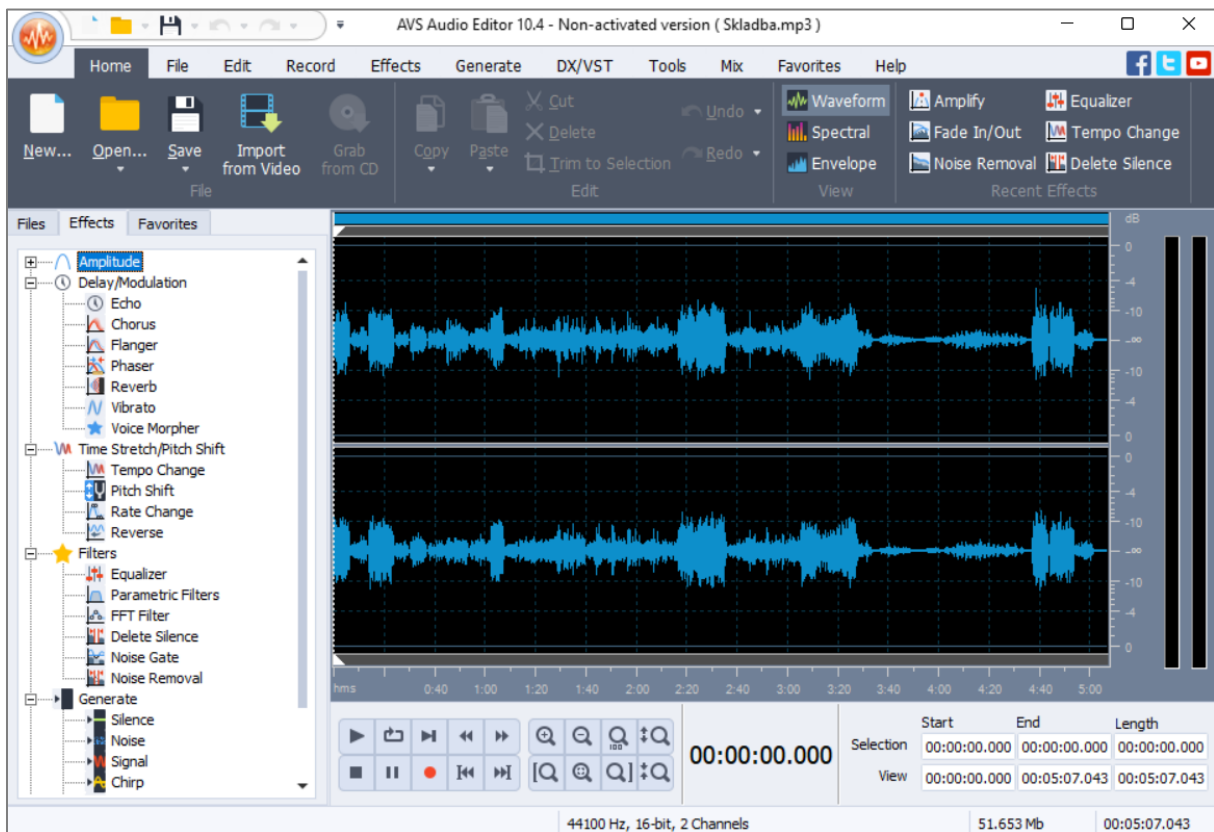 AVS Audio Editor 10.4 - Non-activated version ( Skladba.mp3 )
Home File Edit Record Effects Generate DX/VST Tools Mix Favorites Help
New... Open... Save Import from Video Grab from CD
File
Copy Paste Cut Delete Trim to Selection Undo Redo
Edit
Waveform Spectral Envelope
View
Amplify Equalizer
Fade In/Out Tempo Change
Noise Removal Delete Silence
Recent Effects
Files Effects Favorites
Amplitude
Delay/Modulation
Echo
Chorus
Flanger
Phaser
Reverb
Vibrato
Voice Morpher
Time Stretch/Pitch Shift
Tempo Change
Pitch Shift
Rate Change
Reverse
Filters
Equalizer
Parametric Filters
FFT Filter
Delete Silence
Noise Gate
Noise Removal
Generate
Silence
Noise
Signal
Chirp
dB
0
-4
-10
-∞
-10
-4
0
0
-4
-10
-∞
-10
-4
0
hms 0:40 1:00 1:20 1:40 2:00 2:20 2:40 3:00 3:20 3:40 4:00 4:20 4:40 5:00
100
00:00:00.000
Start End Length
Selection 00:00:00.000 00:00:00.000 00:00:00.000
View 00:00:00.000 00:05:07.043 00:05:07.043
44100 Hz, 16-bit, 2 Channels 51.653 Mb 00:05:07.043